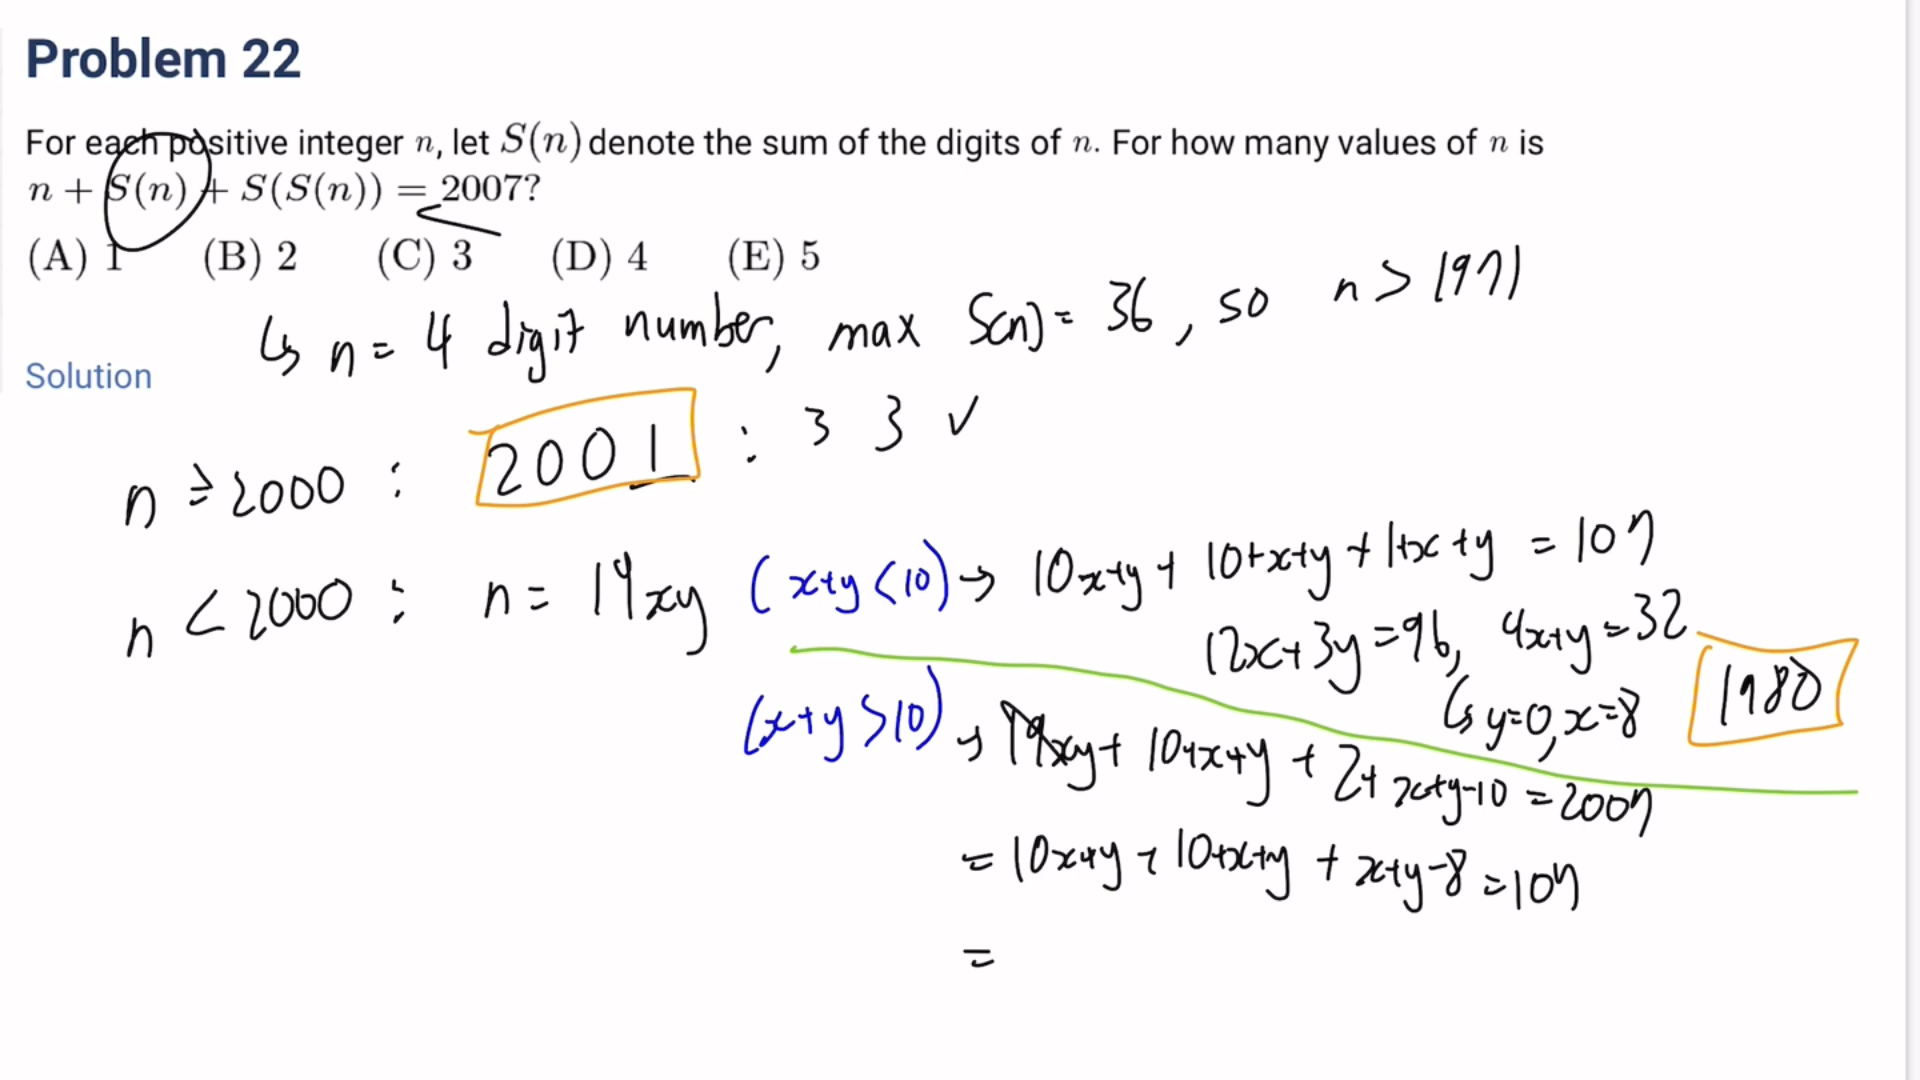 Problem 22
For each positive integer n, let S(n) denote the sum of the digits of n. For how many values of n is
n + S(n) + S(S(n)) = 2007?
(A) 1 (B) 2 (C) 3 (D) 4 (E) 5
↳ n = 4 digit number, max S(n) = 36, so n > 1971
Solution
n ≥ 2000 : 2001 : 3 3 ✓
n < 2000 : n = 19xy (x+y<10) → 10x+y + 10+x+y + 1+x+y = 107
12x+3y=96, 4x+y=32
↳ y=0, x=8 1980
(x+y>10) → 19xy + 10+x+y + 2+x+y-10 = 2007
= 10x+y + 10+x+y + x+y-8 = 107
=